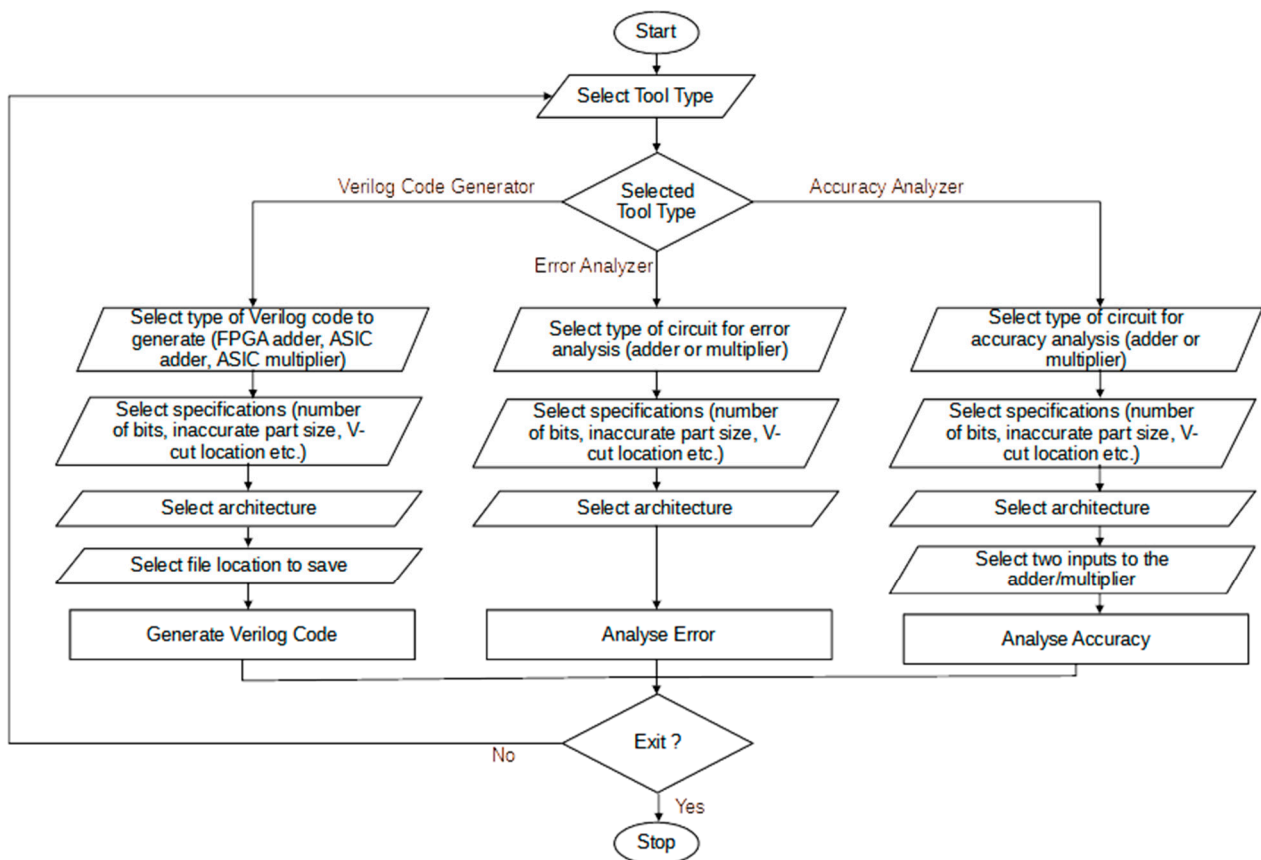 Start
Select Tool Type
Verilog Code Generator
Selected
Tool Type
Accuracy Analyzer
Error Analyzer
Select type of Verilog code to
generate (FPGA adder, ASIC
adder, ASIC multiplier)
Select type of circuit for error
analysis (adder or multiplier)
Select type of circuit for
accuracy analysis (adder or
multiplier)
Select specifications (number
of bits, inaccurate part size, V-
cut location etc.)
Select specifications (number
of bits, inaccurate part size, V-
cut location etc.)
Select specifications (number
of bits, inaccurate part size, V-
cut location etc.)
Select architecture
Select architecture
Select architecture
Select file location to save
Select two inputs to the
adder/multiplier
Generate Verilog Code
Analyse Error
Analyse Accuracy
Exit ?
No
Yes
Stop